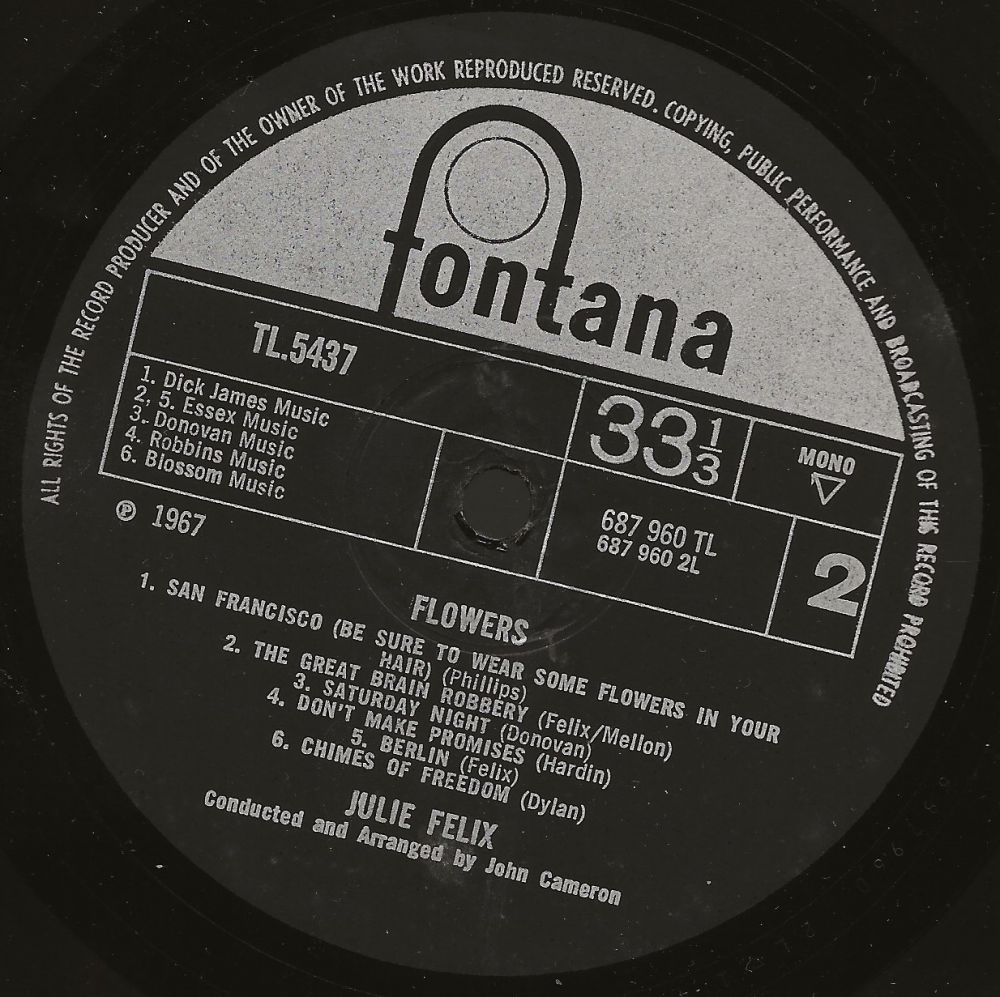 ALL RIGHTS OF THE RECORD PRODUCER AND OF THE OWNER OF THE WORK REPRODUCED RESERVED. COPYING, PUBLIC PERFORMANCE AND BROADCASTING OF THIS RECORD PROHIBITED
fontana
TL.5437
33 1/3
MONO
1. Dick James Music
2, 5. Essex Music
3. Donovan Music
4. Robbins Music
6. Blossom Music
687 960 TL
687 960 2L
2
℗ 1967
FLOWERS
1. SAN FRANCISCO (BE SURE TO WEAR SOME FLOWERS IN YOUR
HAIR) (Phillips)
2. THE GREAT BRAIN ROBBERY (Felix/Mellon)
3. SATURDAY NIGHT (Donovan)
4. DON'T MAKE PROMISES (Hardin)
5. BERLIN (Felix)
6. CHIMES OF FREEDOM (Dylan)
JULIE FELIX
Conducted and Arranged by John Cameron